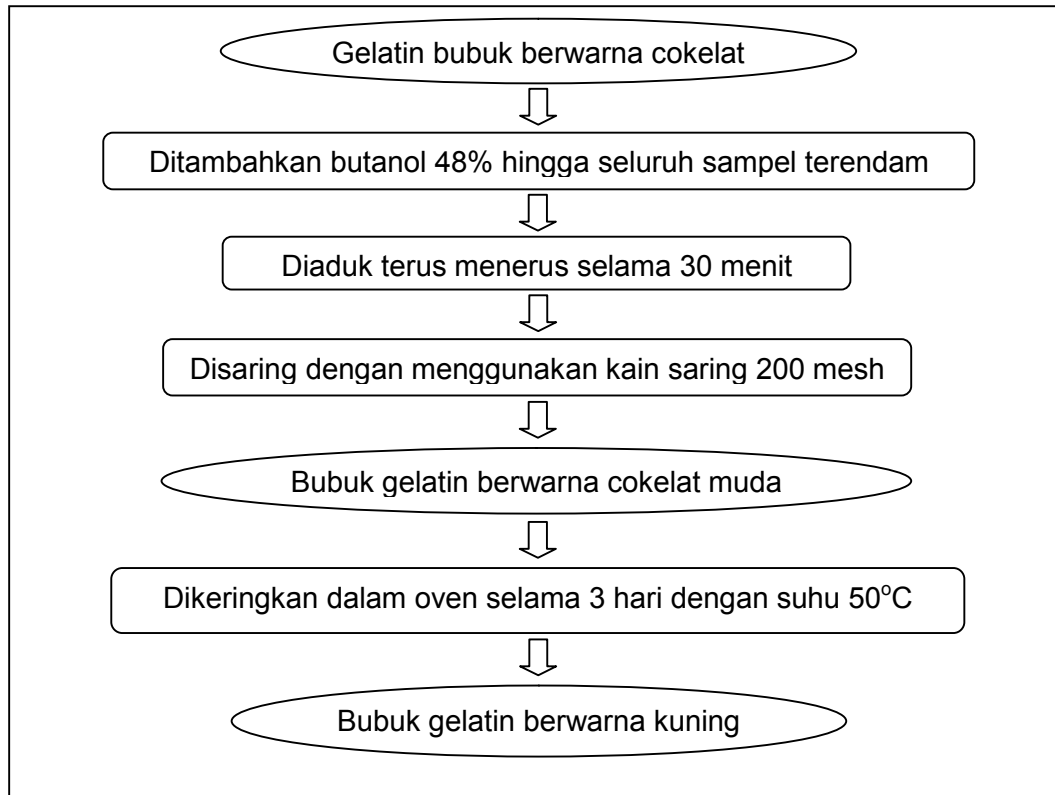 Gelatin bubuk berwarna cokelat
Ditambahkan butanol 48% hingga seluruh sampel terendam
Diaduk terus menerus selama 30 menit
Disaring dengan menggunakan kain saring 200 mesh
Bubuk gelatin berwarna cokelat muda
Dikeringkan dalam oven selama 3 hari dengan suhu 50°C
Bubuk gelatin berwarna kuning